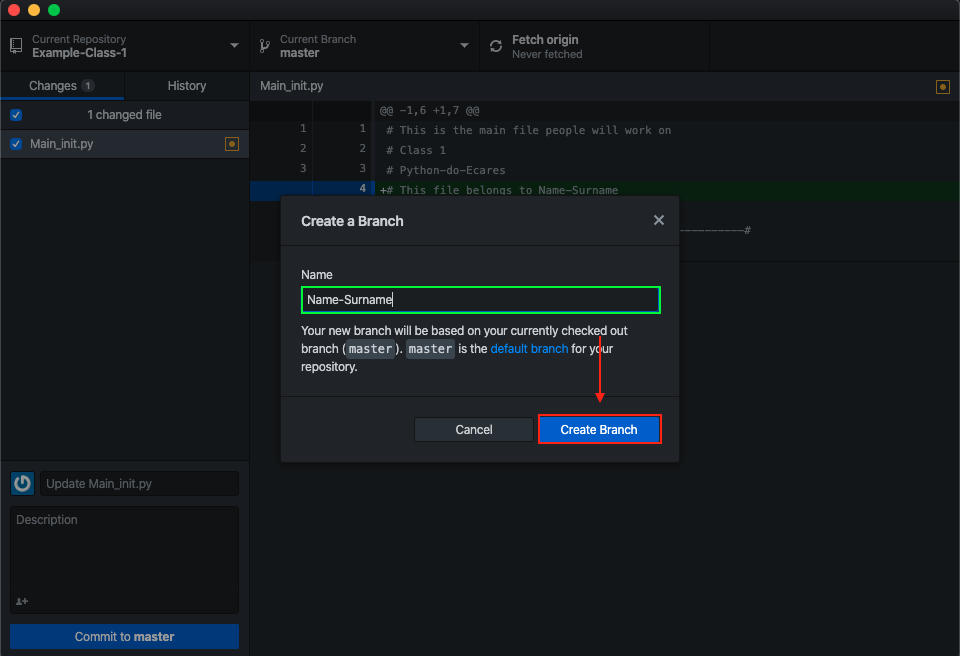 Current Repository
Example-Class-1
Current Branch
master
Fetch origin
Never fetched
Changes 1
History
Main_init.py
1 changed file
Main_init.py
@@ -1,6 +1,7 @@
1 1 # This is the main file people will work on
2 2 # Class 1
3 3 # Python-do-Ecares
4 +# This file belongs to Name-Surname
#
Create a Branch
Name
Name-Surname
Your new branch will be based on your currently checked out
branch (master). master is the default branch for your
repository.
Cancel
Create Branch
Update Main_init.py
Description
Commit to master